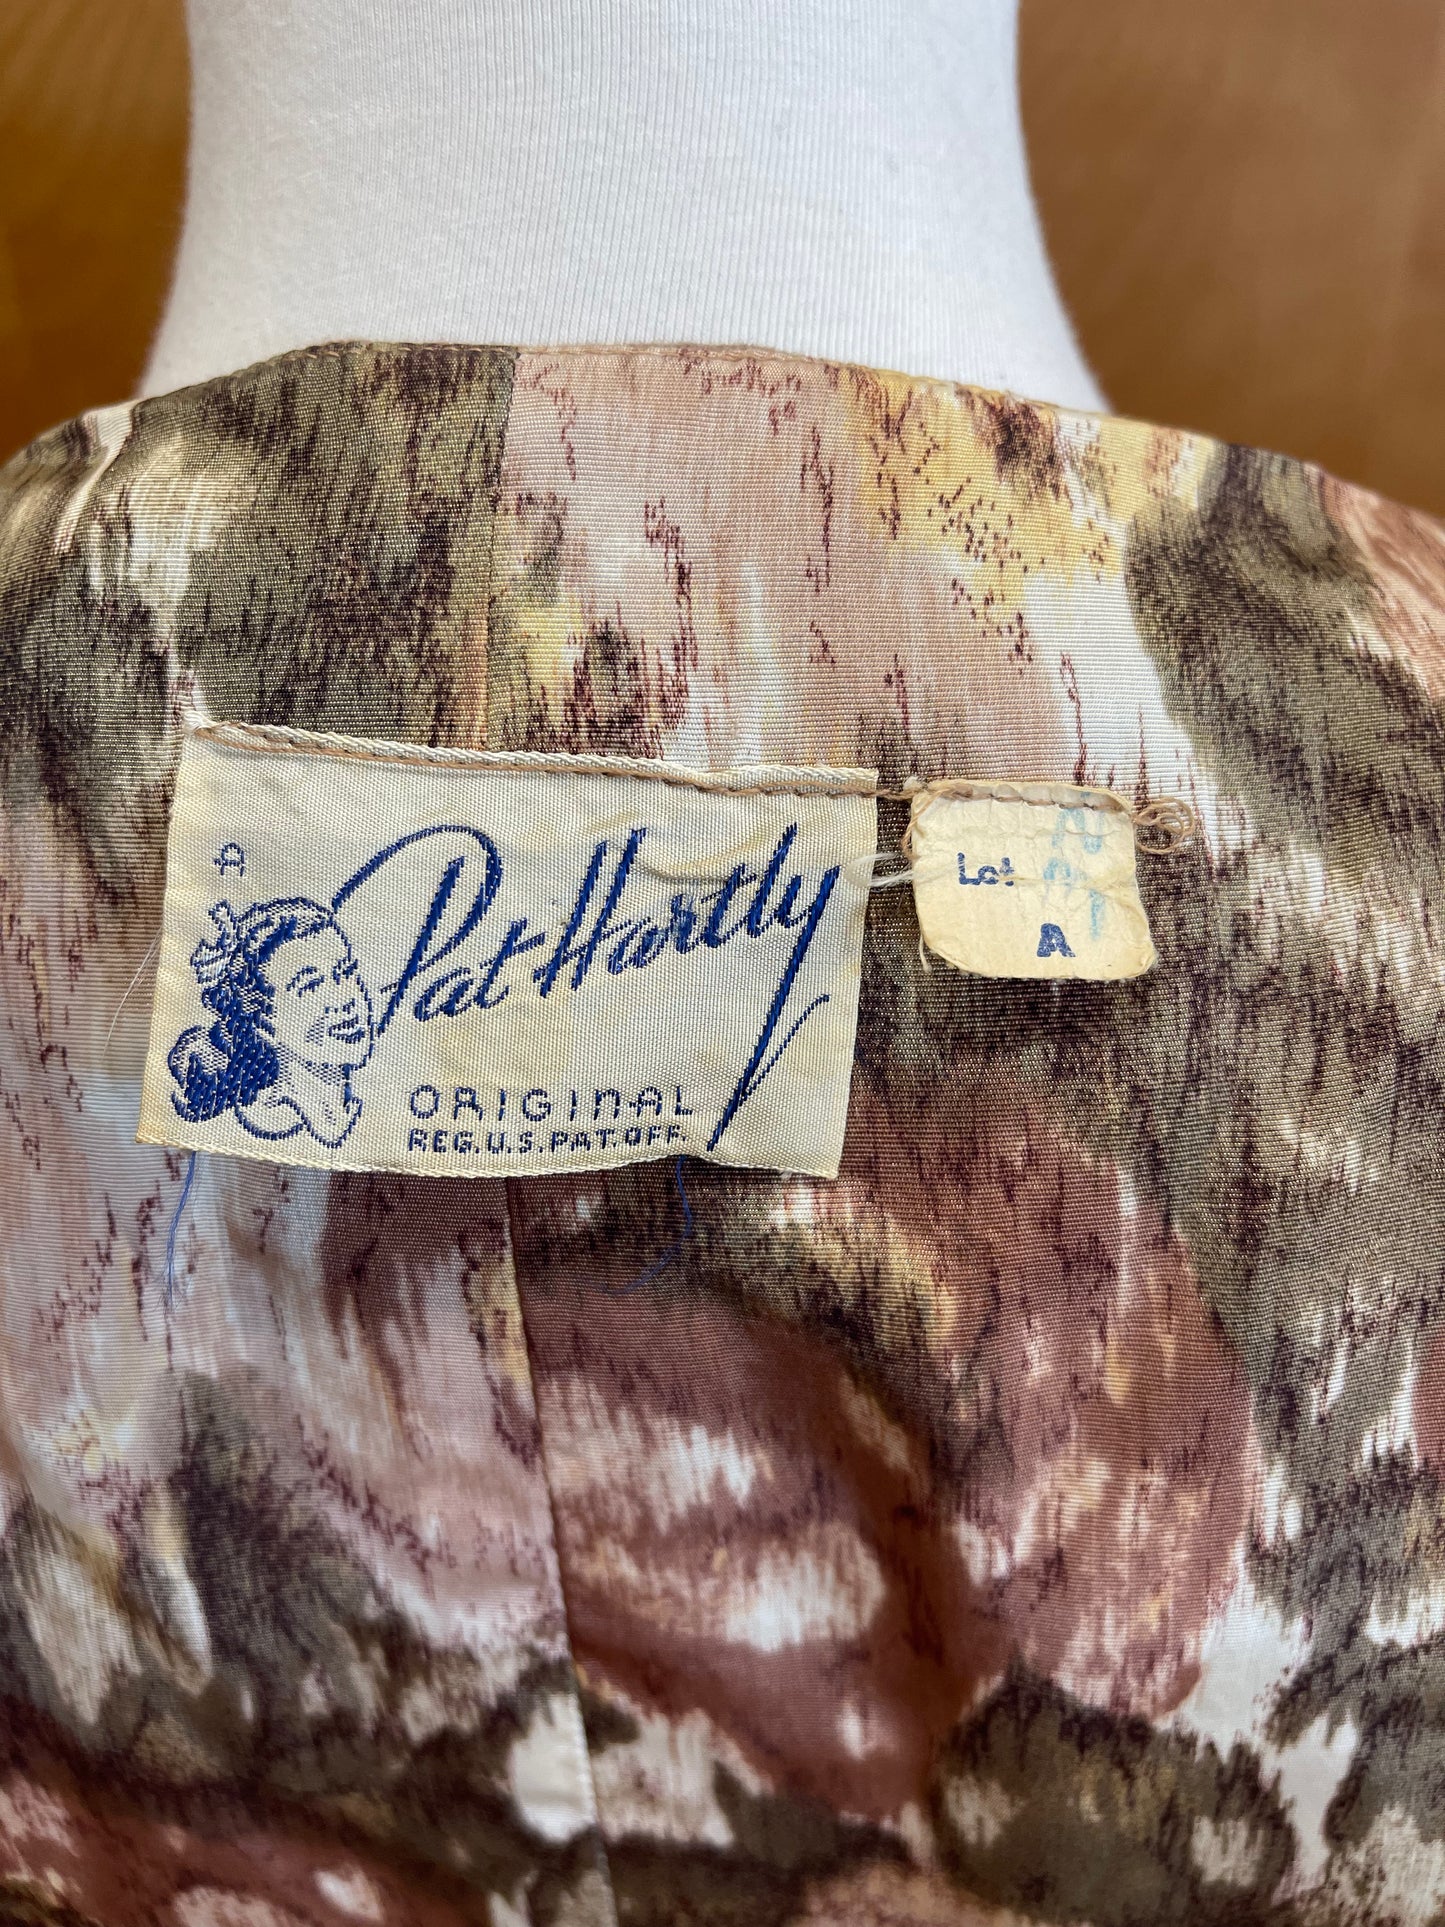 A
Pat Hartly
ORIGINAL
REG. U.S. PAT. OFF.
Lot
A